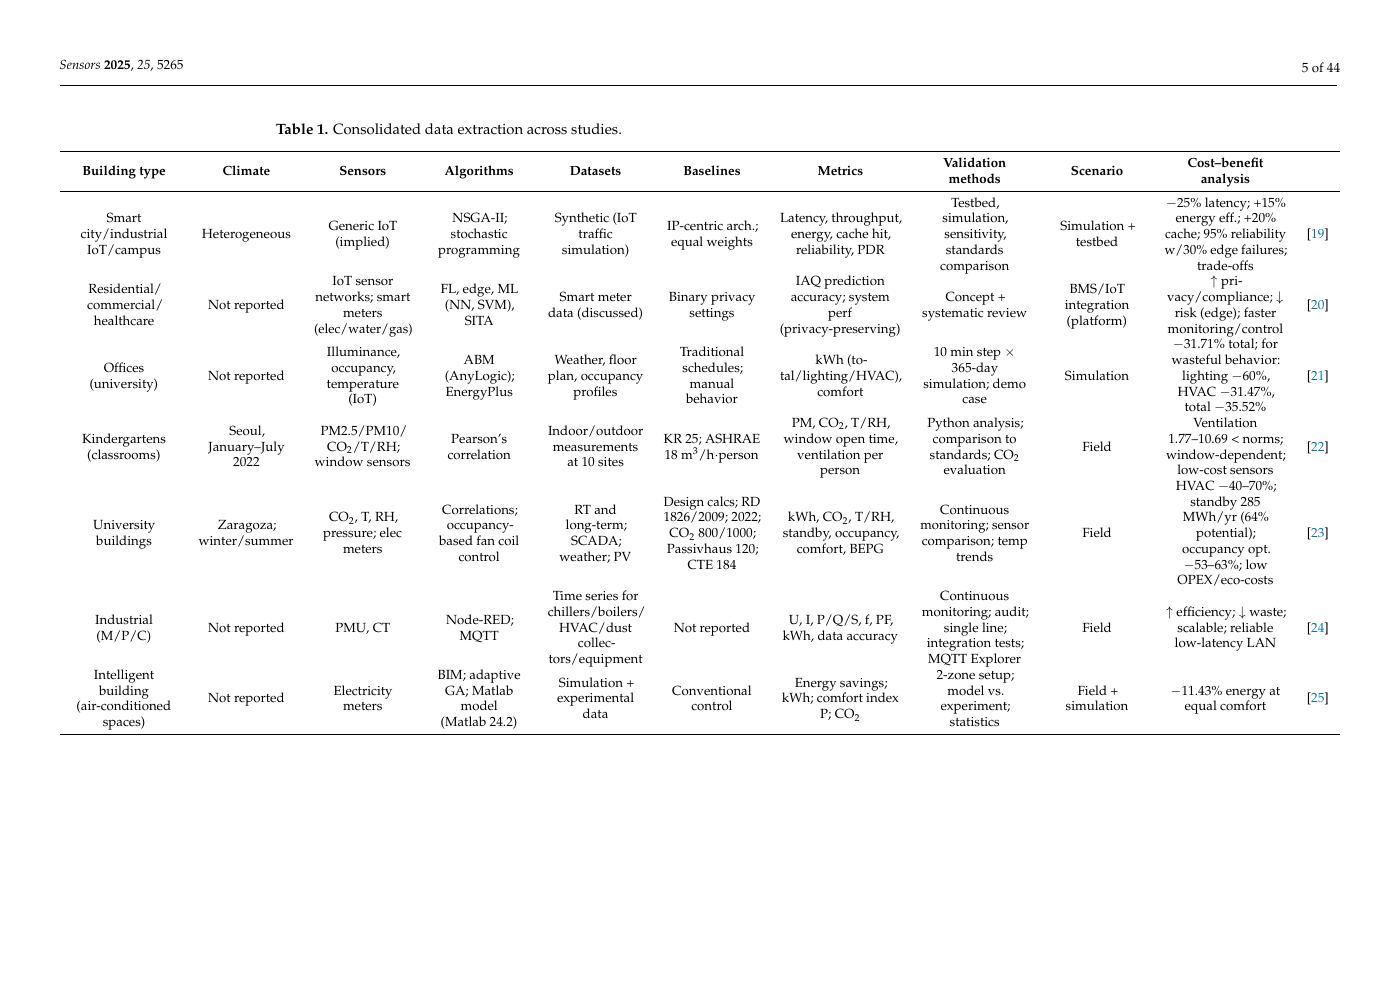 Sensors 2025, 25, 5265
5 of 44
Table 1. Consolidated data extraction across studies.
Building type
Climate
Sensors
Algorithms
Datasets
Baselines
Metrics
Validation
methods
Scenario
Cost–benefit
analysis
Smart
city/industrial
IoT/campus
Heterogeneous
Generic IoT
(implied)
NSGA-II;
stochastic
programming
Synthetic (IoT
traffic
simulation)
IP-centric arch.;
equal weights
Latency, throughput,
energy, cache hit,
reliability, PDR
Testbed,
simulation,
sensitivity,
standards
comparison
Simulation +
testbed
−25% latency; +15%
energy eff.; +20%
cache; 95% reliability
w/30% edge failures;
trade-offs
[19]
Residential/
commercial/
healthcare
Not reported
IoT sensor
networks; smart
meters
(elec/water/gas)
FL, edge, ML
(NN, SVM),
SITA
Smart meter
data (discussed)
Binary privacy
settings
IAQ prediction
accuracy; system
perf
(privacy-preserving)
Concept +
systematic review
BMS/IoT
integration
(platform)
↑ pri-
vacy/compliance; ↓
risk (edge); faster
monitoring/control
[20]
Offices
(university)
Not reported
Illuminance,
occupancy,
temperature
(IoT)
ABM
(AnyLogic);
EnergyPlus
Weather, floor
plan, occupancy
profiles
Traditional
schedules;
manual
behavior
kWh (to-
tal/lighting/HVAC),
comfort
10 min step ×
365-day
simulation; demo
case
Simulation
−31.71% total; for
wasteful behavior:
lighting −60%,
HVAC −31.47%,
total −35.52%
[21]
Kindergartens
(classrooms)
Seoul,
January–July
2022
PM2.5/PM10/
CO2/T/RH;
window sensors
Pearson’s
correlation
Indoor/outdoor
measurements
at 10 sites
KR 25; ASHRAE
18 m³/h·person
PM, CO2, T/RH,
window open time,
ventilation per
person
Python analysis;
comparison to
standards; CO2
evaluation
Field
Ventilation
1.77–10.69 < norms;
window-dependent;
low-cost sensors
[22]
University
buildings
Zaragoza;
winter/summer
CO2, T, RH,
pressure; elec
meters
Correlations;
occupancy-
based fan coil
control
RT and
long-term;
SCADA;
weather; PV
Design calcs; RD
1826/2009; 2022;
CO2 800/1000;
Passivhaus 120;
CTE 184
kWh, CO2, T/RH,
standby, occupancy,
comfort, BEPG
Continuous
monitoring; sensor
comparison; temp
trends
Field
HVAC −40–70%;
standby 285
MWh/yr (64%
potential);
occupancy opt.
−53–63%; low
OPEX/eco-costs
[23]
Industrial
(M/P/C)
Not reported
PMU, CT
Node-RED;
MQTT
Time series for
chillers/boilers/
HVAC/dust
collec-
tors/equipment
Not reported
U, I, P/Q/S, f, PF,
kWh, data accuracy
Continuous
monitoring; audit;
single line;
integration tests;
MQTT Explorer
Field
↑ efficiency; ↓ waste;
scalable; reliable
low-latency LAN
[24]
Intelligent
building
(air-conditioned
spaces)
Not reported
Electricity
meters
BIM; adaptive
GA; Matlab
model
(Matlab 24.2)
Simulation +
experimental
data
Conventional
control
Energy savings;
kWh; comfort index
P; CO2
2-zone setup;
model vs.
experiment;
statistics
Field +
simulation
−11.43% energy at
equal comfort
[25]